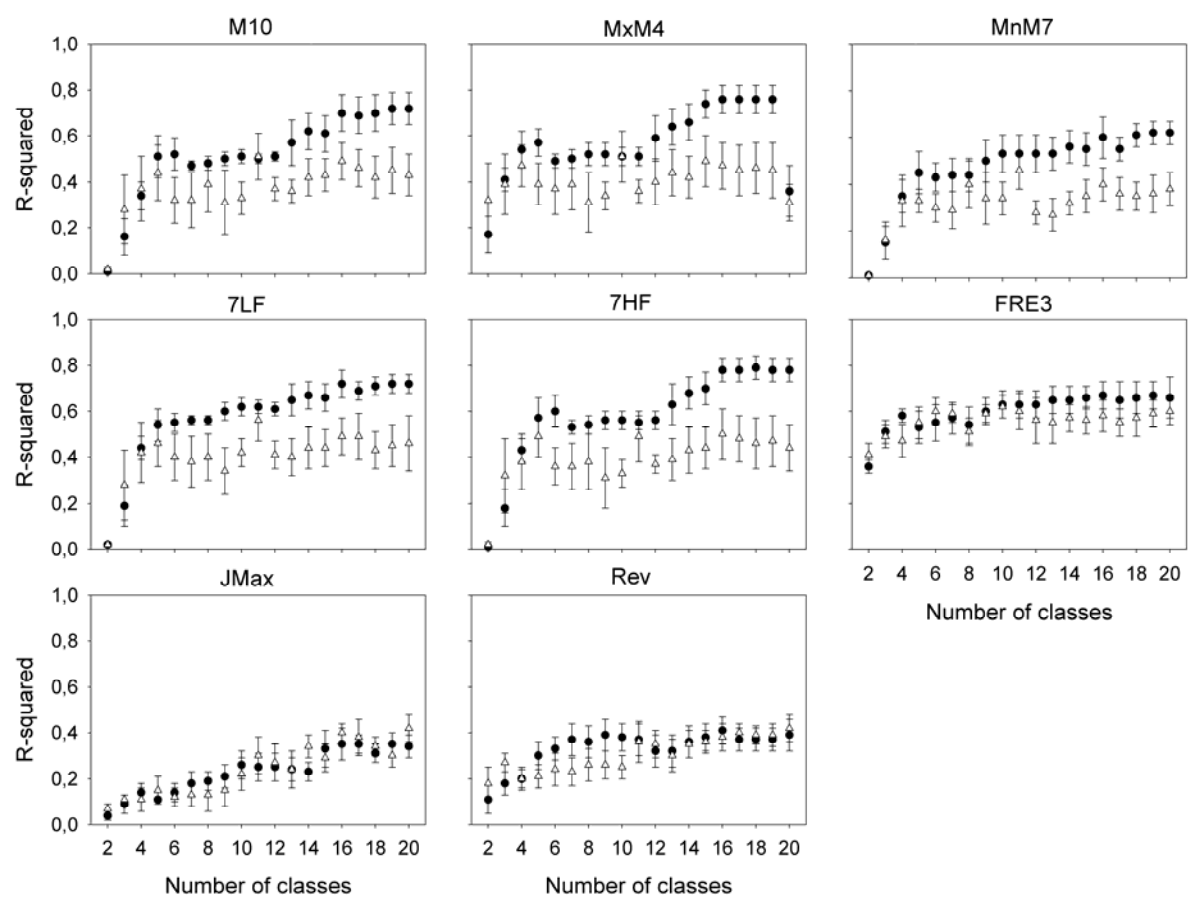 M10 MxM4 MnM7
R-squared
1,0
0,8
0,6
0,4
0,2
0,0
7LF 7HF FRE3
R-squared
1,0
0,8
0,6
0,4
0,2
0,0
2 4 6 8 10 12 14 16 18 20
Number of classes
JMax Rev
R-squared
1,0
0,8
0,6
0,4
0,2
0,0
2 4 6 8 10 12 14 16 18 20 2 4 6 8 10 12 14 16 18 20
Number of classes Number of classes